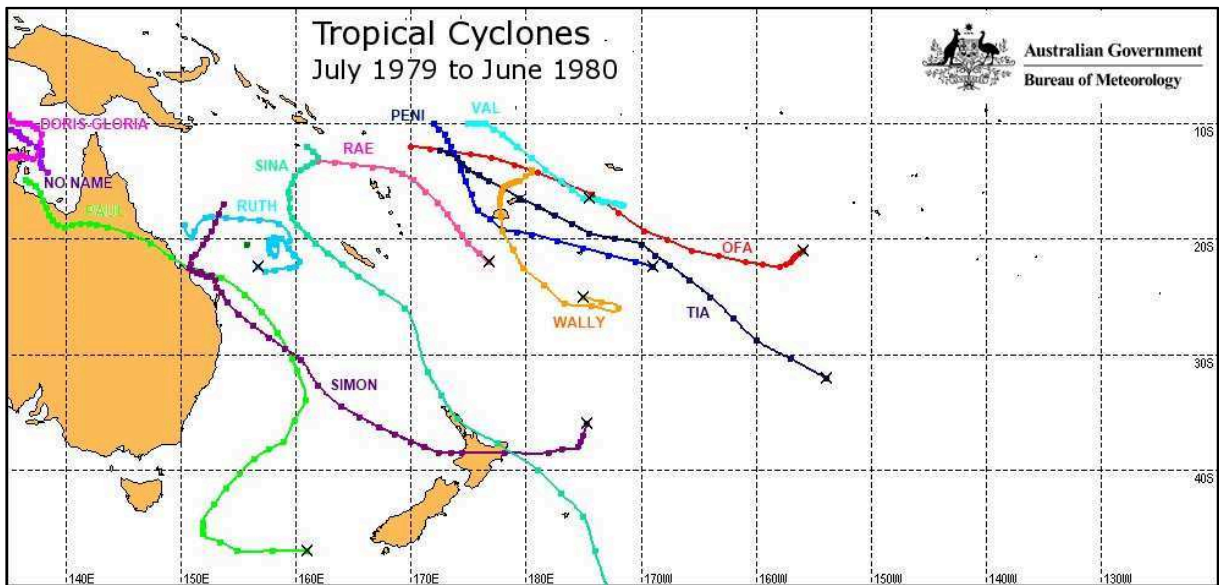 Tropical Cyclones
July 1979 to June 1980
Australian Government
Bureau of Meteorology
VAL
PENI
10S
DORIS-GLORIA
RAE
SINA
NO NAME
PAUL
RUTH
20S
OFA
TIA
WALLY
30S
SIMON
40S
140E
150E
160E
170E
180E
170W
160W
150W
140W
130W